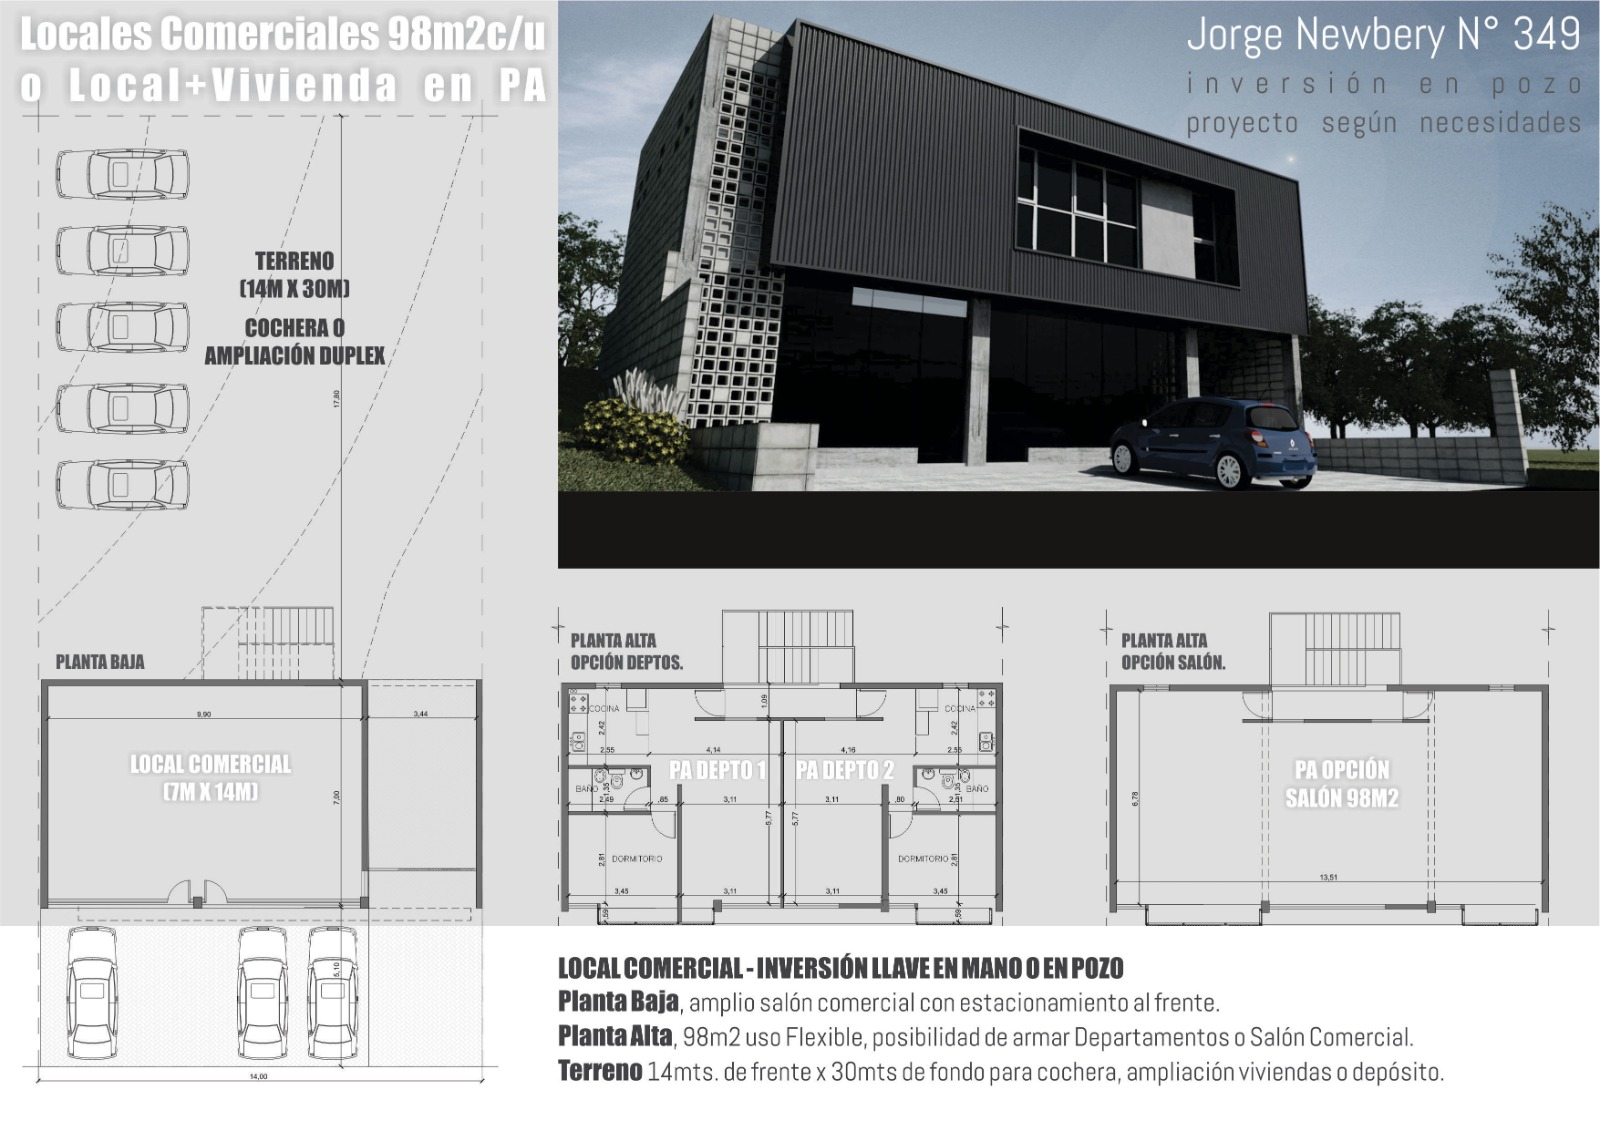 Locales Comerciales 98m2c/u
o Local+Vivienda en PA
Jorge Newbery N° 349
inversión en pozo
proyecto según necesidades
TERRENO
(14M X 30M)
COCHERA O
AMPLIACIÓN DUPLEX
17,80
PLANTA BAJA
9,90
3,44
LOCAL COMERCIAL
(7M X 14M)
7,00
5,10
14,00
PLANTA ALTA
OPCIÓN DEPTOS.
1,09
COCINA
COCINA
2,42
2,42
2,55
4,14
4,16
2,55
PA DEPTO 1
PA DEPTO 2
BAÑO
1,35
1,35
BAÑO
2,49
,85
3,11
3,11
,80
2,51
5,77
5,77
2,81
DORMITORIO
DORMITORIO
2,81
3,45
3,11
3,11
3,45
,59
,59
PLANTA ALTA
OPCIÓN SALÓN.
PA OPCIÓN
SALÓN 98M2
6,78
13,51
LOCAL COMERCIAL - INVERSIÓN LLAVE EN MANO O EN POZO
Planta Baja, amplio salón comercial con estacionamiento al frente.
Planta Alta, 98m2 uso Flexible, posibilidad de armar Departamentos o Salón Comercial.
Terreno 14mts. de frente x 30mts de fondo para cochera, ampliación viviendas o depósito.